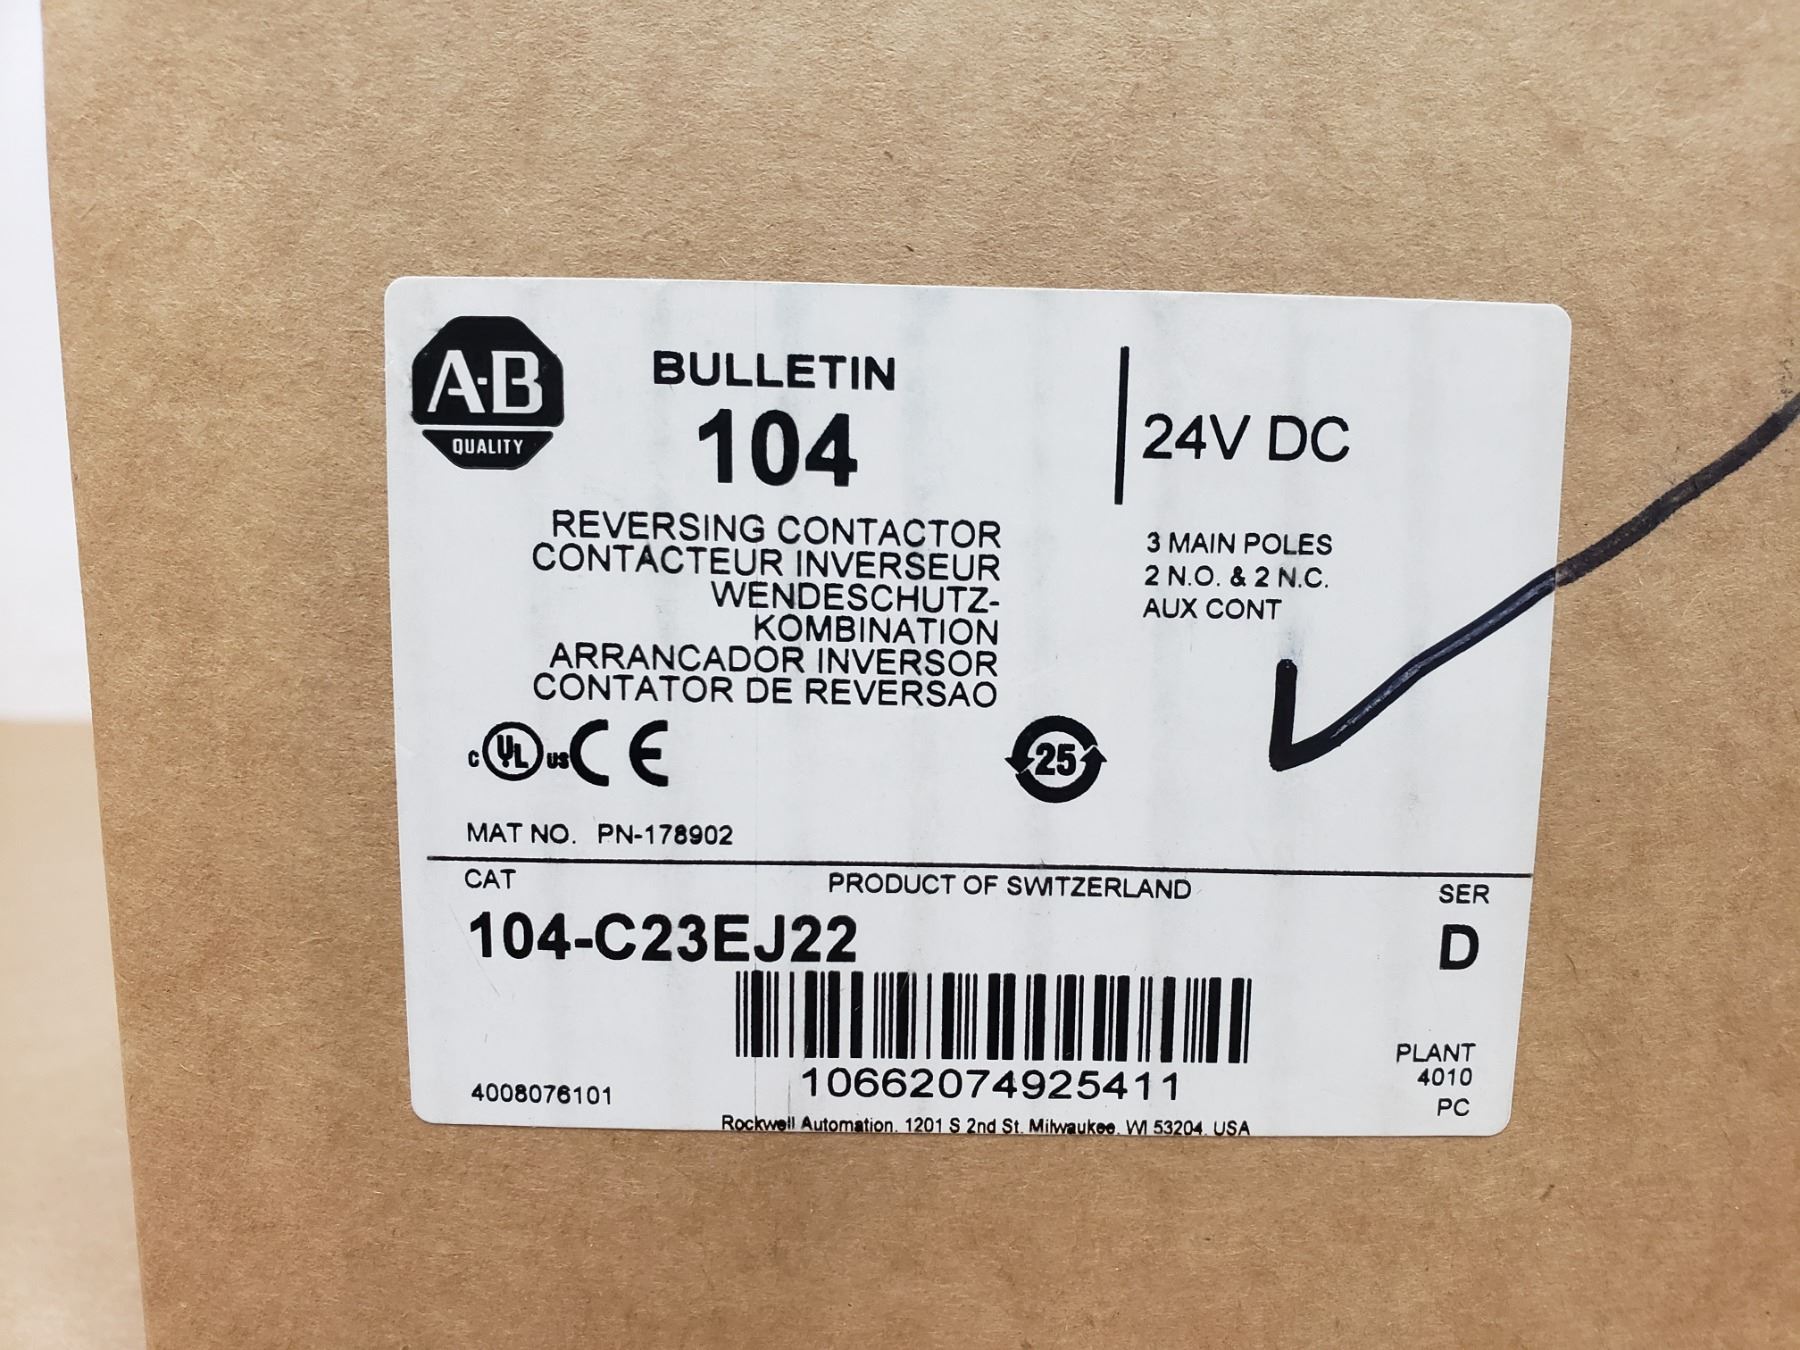 A-B
QUALITY
BULLETIN
104
24V DC
REVERSING CONTACTOR
CONTACTEUR INVERSEUR
WENDESCHUTZ-
KOMBINATION
ARRANCADOR INVERSOR
CONTATOR DE REVERSAO
3 MAIN POLES
2 N.O. & 2 N.C.
AUX CONT
C UL US CE
25
MAT NO. PN-178902
CAT
PRODUCT OF SWITZERLAND
SER
104-C23EJ22
D
10662074925411
4008076101
PLANT
4010
PC
Rockwell Automation. 1201 S 2nd St. Milwaukee, WI 53204. USA